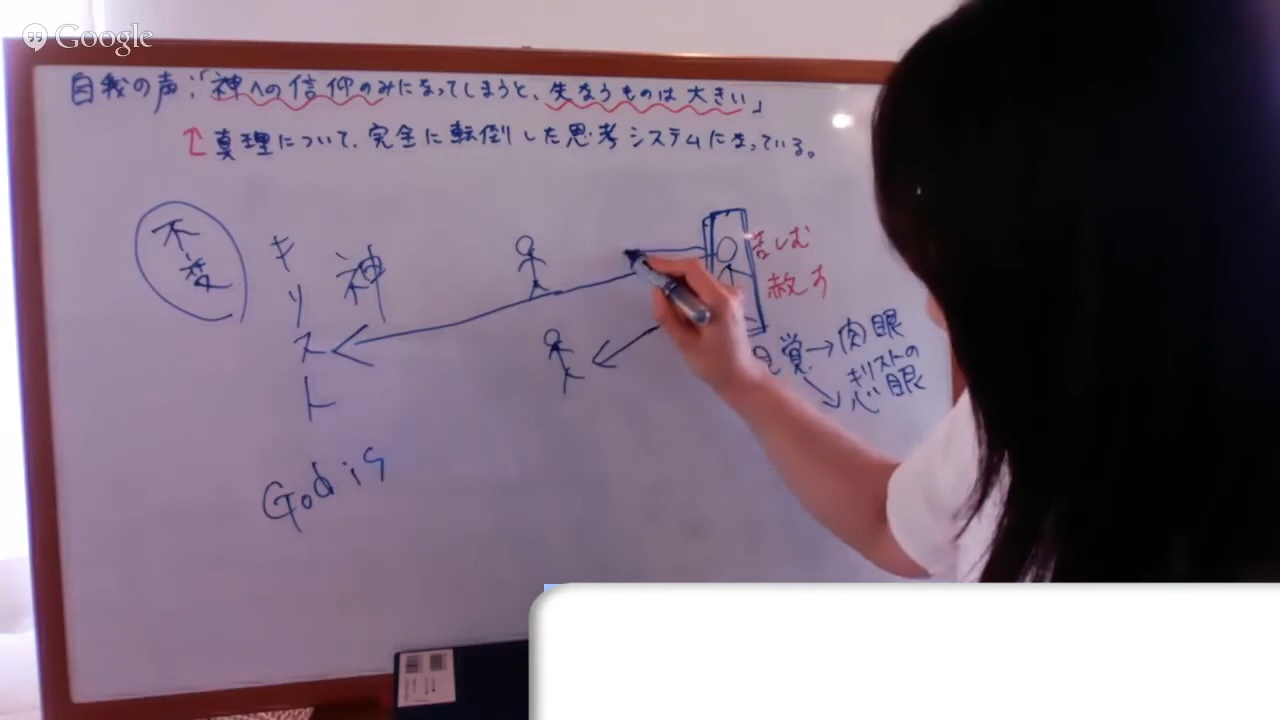 Google
自我の声:「神への信仰のみになってしまうと、失なうものは大きい」
↑真理について、完全に転倒した思考システムになっている。
不変
キリスト
神
苦しむ
赦す
覚→肉眼
キリストの
心眼
God is